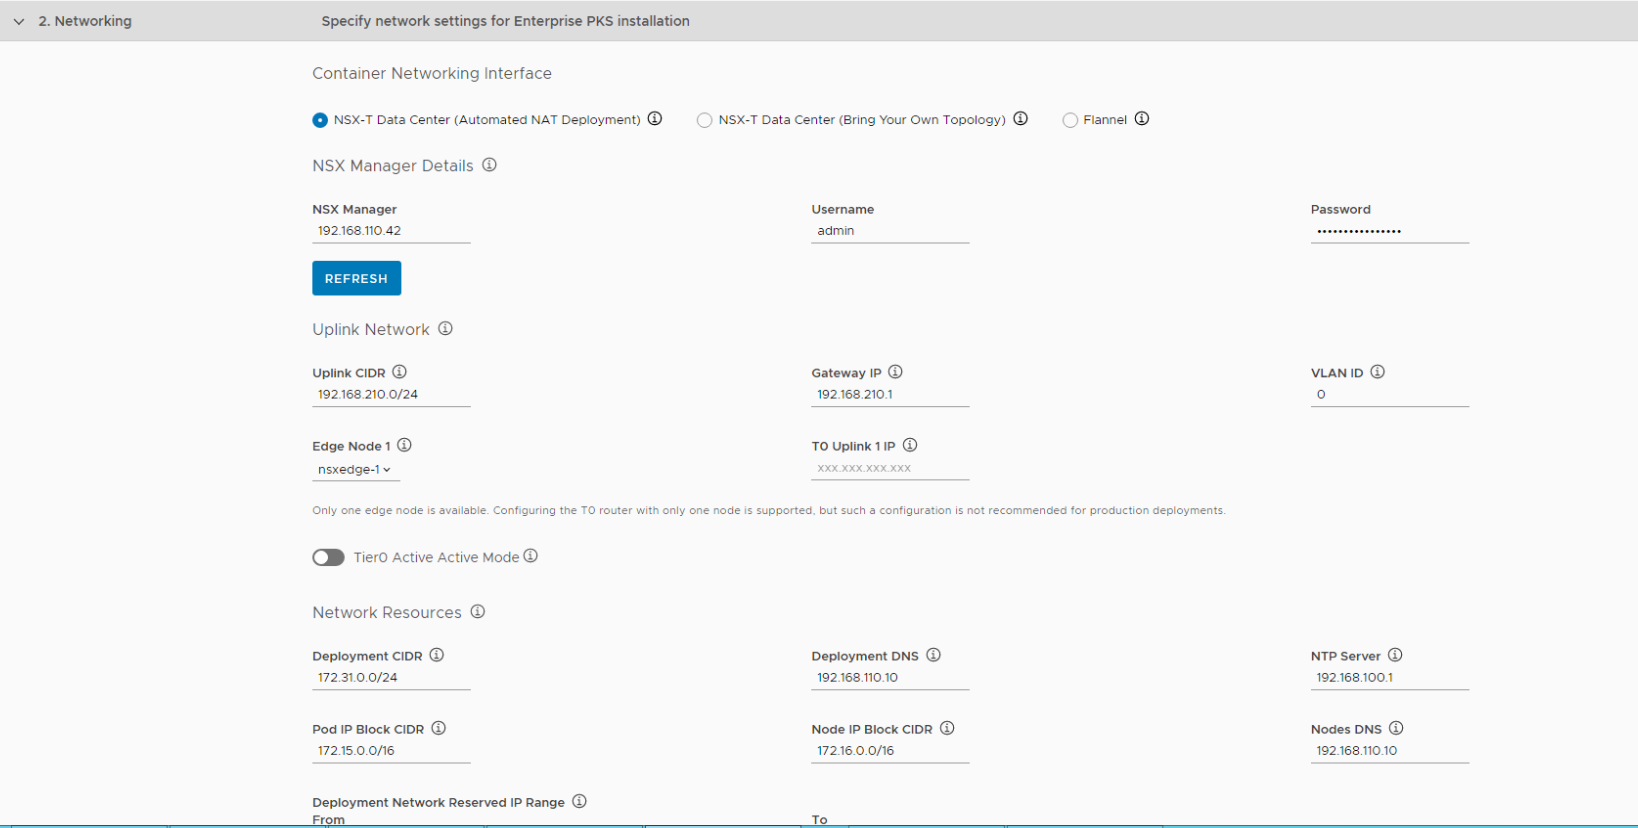 2. Networking Specify network settings for Enterprise PKS installation
Container Networking Interface
NSX-T Data Center (Automated NAT Deployment) NSX-T Data Center (Bring Your Own Topology) Flannel
NSX Manager Details
NSX Manager Username Password
192.168.110.42 admin ••••••••••••••••
REFRESH
Uplink Network
Uplink CIDR Gateway IP VLAN ID
192.168.210.0/24 192.168.210.1 0
Edge Node 1 T0 Uplink 1 IP
nsxedge-1 xxx.xxx.xxx.xxx
Only one edge node is available. Configuring the T0 router with only one node is supported, but such a configuration is not recommended for production deployments.
Tier0 Active Active Mode
Network Resources
Deployment CIDR Deployment DNS NTP Server
172.31.0.0/24 192.168.110.10 192.168.100.1
Pod IP Block CIDR Node IP Block CIDR Nodes DNS
172.15.0.0/16 172.16.0.0/16 192.168.110.10
Deployment Network Reserved IP Range
From To